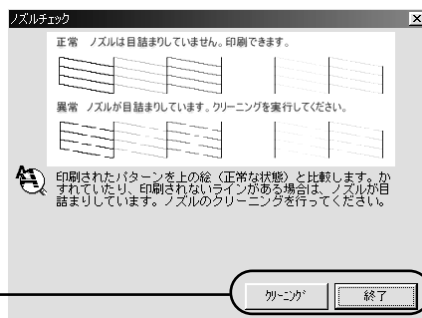 ノズルチェック
正常 ノズルは目詰まりしていません。印刷できます。
異常 ノズルが目詰まりしています。クリーニングを実行してください。
印刷されたパターンを上の絵（正常な状態）と比較します。か
すれていたり、印刷されないラインがある場合は、ノズルが目
詰まりしています。ノズルのクリーニングを行ってください。
ｸﾘｰﾆﾝｸﾞ 終了